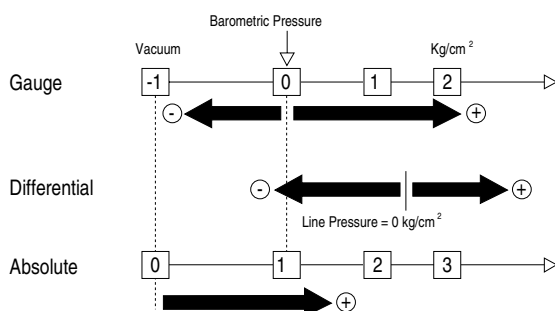 Barometric Pressure
Vacuum
Kg/cm²
Gauge
-1 0 1 2
- +
Differential
- +
Line Pressure = 0 kg/cm²
Absolute
0 1 2 3
+